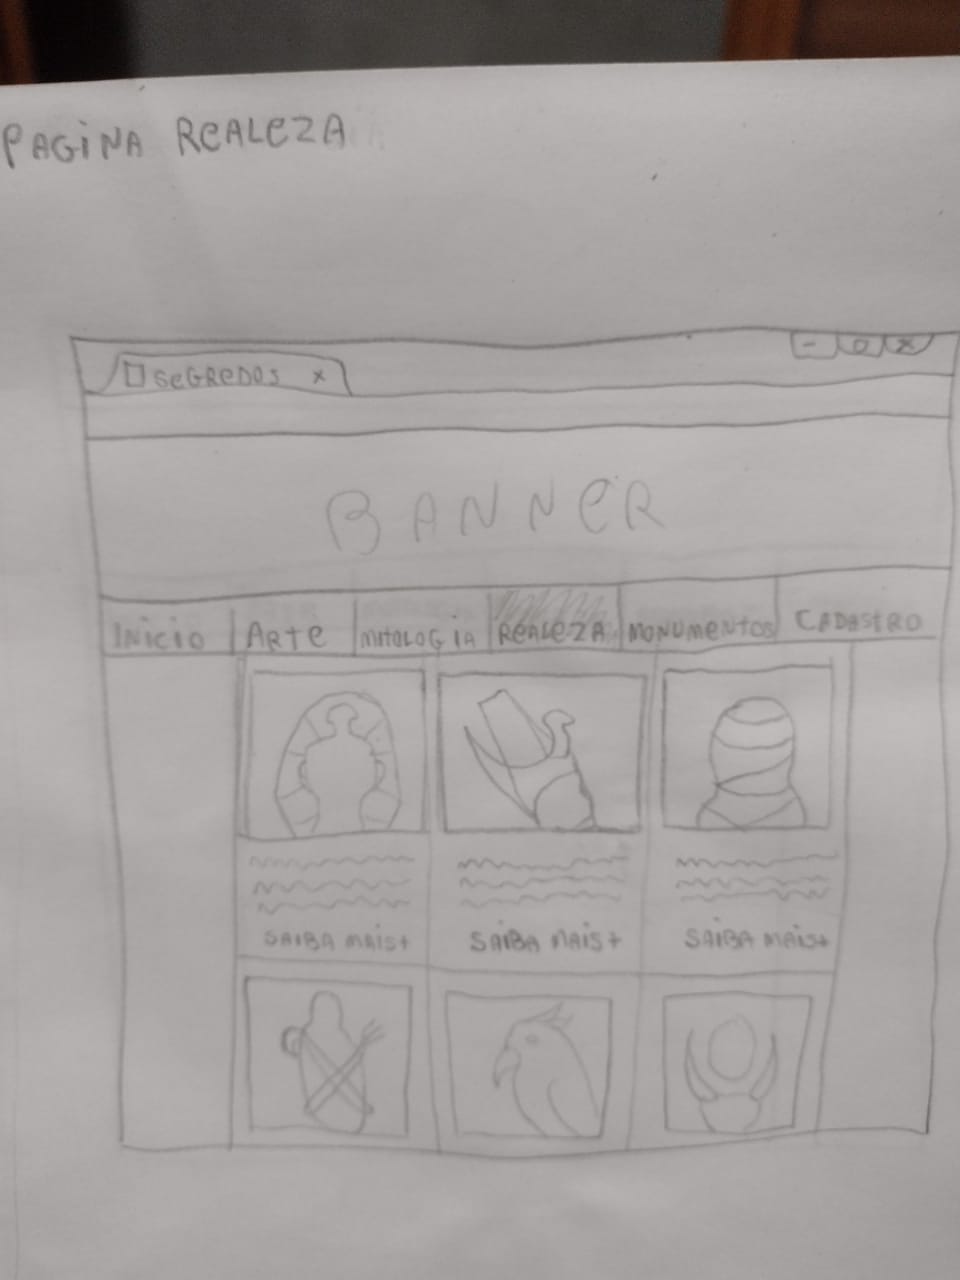 PAGINA REALEZA
SEGREDOS x
BANNER
INICIO ARTE MITOLOGIA REALEZA MONUMENTOS CADASTRO
SAIBA MAIS+ SAIBA MAIS+ SAIBA MAIS+